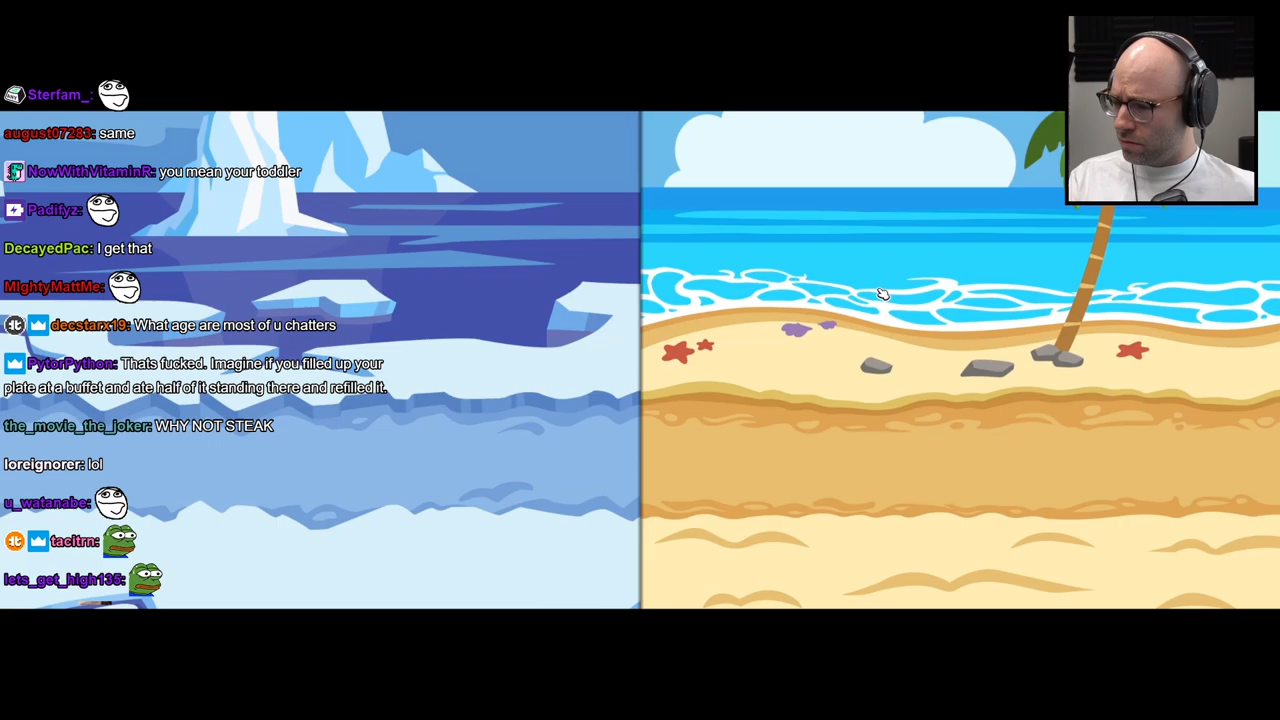 Sterfam_:
august07283: same
NowWithVitaminR: you mean your toddler
Padifyz:
DecayedPac: I get that
MIghtyMattMe:
decstarx19: What age are most of u chatters
PytorPython: Thats fucked. Imagine if you filled up your
plate at a buffet and ate half of it standing there and refilled it.
the_movie_the_joker: WHY NOT STEAK
loreignorer: lol
u_watanabe:
tacitrn:
lets_get_high135: